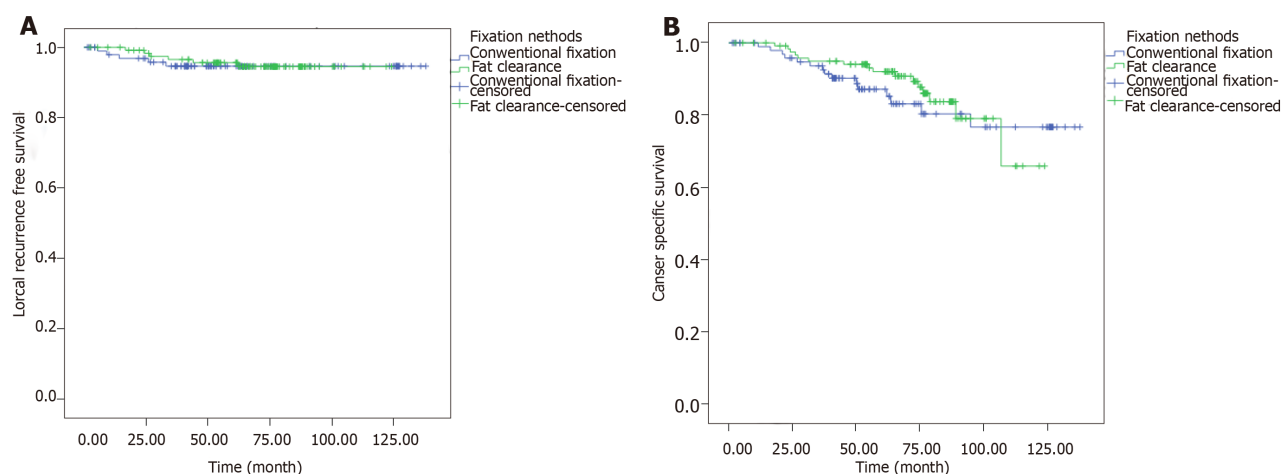 A
Fixation nethods
Conventional fixation
Fat clearance
Conventional fixation-
censored
Fat clearance-censored
1.0
0.8
0.6
0.4
0.2
0.0
Lorcal recurrence free survival
0.00 25.00 50.00 75.00 100.00 125.00
Time (month)
B
Fixation nethods
Conventional fixation
Fat clearance
Conventional fixation-
censored
Fat clearance-censored
1.0
0.8
0.6
0.4
0.2
0.0
Canser specific survival
0.00 25.00 50.00 75.00 100.00 125.00
Time (month)